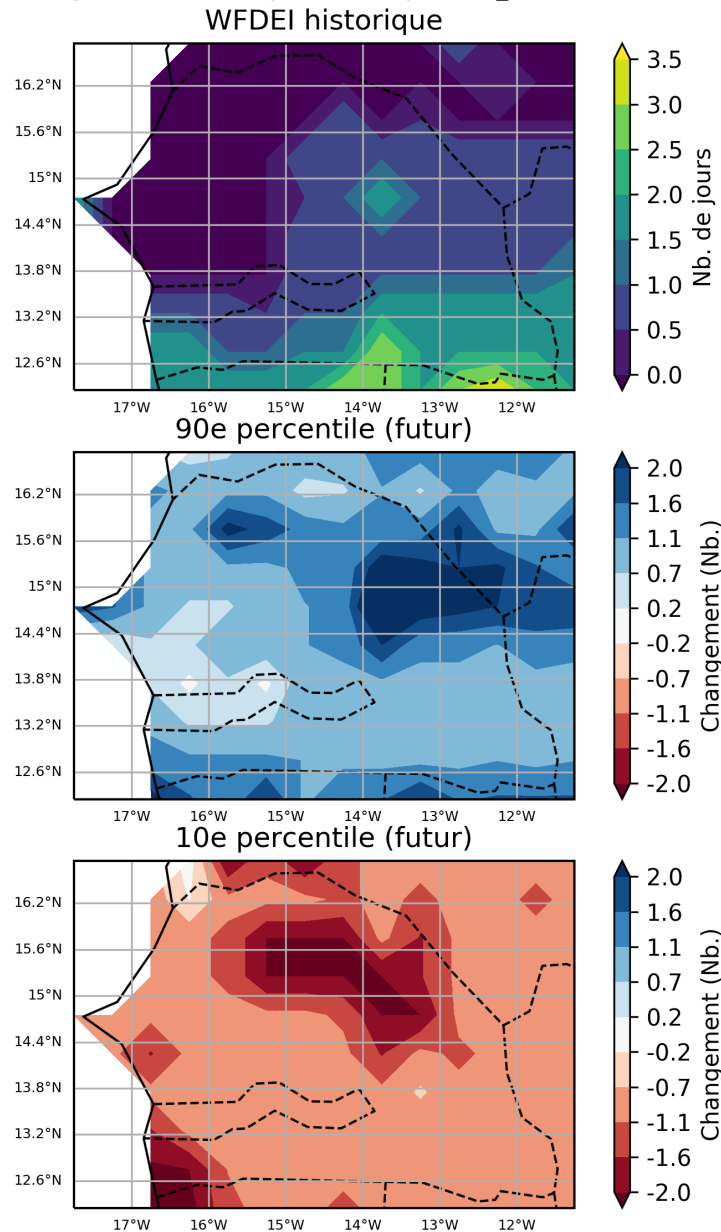 WFDEI historique
16.2°N
15.6°N
15°N
14.4°N
13.8°N
13.2°N
12.6°N
17°W
16°W
15°W
14°W
13°W
12°W
3.5
3.0
2.5
2.0
1.5
1.0
0.5
0.0
Nb. de jours
90e percentile (futur)
16.2°N
15.6°N
15°N
14.4°N
13.8°N
13.2°N
12.6°N
17°W
16°W
15°W
14°W
13°W
12°W
2.0
1.6
1.1
0.7
0.2
-0.2
-0.7
-1.1
-1.6
-2.0
Changement (Nb.)
10e percentile (futur)
16.2°N
15.6°N
15°N
14.4°N
13.8°N
13.2°N
12.6°N
17°W
16°W
15°W
14°W
13°W
12°W
2.0
1.6
1.1
0.7
0.2
-0.2
-0.7
-1.1
-1.6
-2.0
Changement (Nb.)